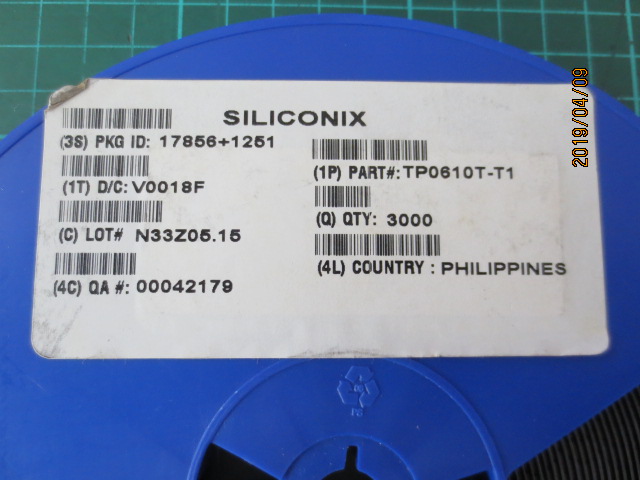 SILICONIX
(3S) PKG ID: 17856+1251
(1T) D/C: V0018F
(C) LOT# N33Z05.15
(4C) QA #: 00042179
(1P) PART#: TP0610T-T1
(Q) QTY: 3000
(4L) COUNTRY : PHILIPPINES
2019/04/09
PS